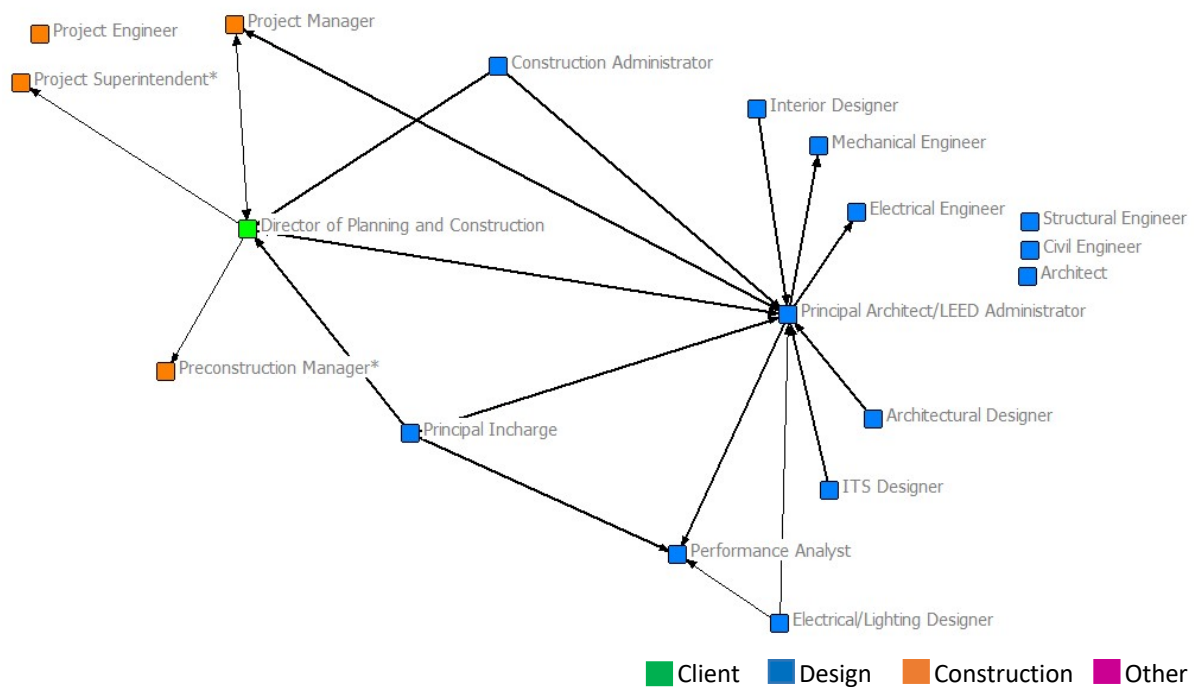 Project Manager
Project Engineer
Construction Administrator
Project Superintendent*
Interior Designer
Mechanical Engineer
Electrical Engineer
Structural Engineer
Director of Planning and Construction
Civil Engineer
Architect
Principal Architect/LEED Administrator
Preconstruction Manager*
Architectural Designer
Principal Incharge
ITS Designer
Performance Analyst
Electrical/Lighting Designer
Client Design Construction Other